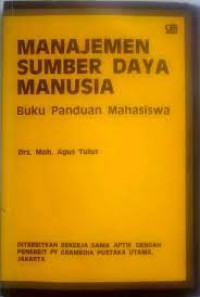 MANAJEMEN
SUMBER DAYA
MANUSIA
Buku Panduan Mahasiswa
Drs. Moh. Agus Tulus
DITERBITKAN BEKERJA SAMA APTIK DENGAN
PENERBIT PT GRAMEDIA PUSTAKA UTAMA,
JAKARTA